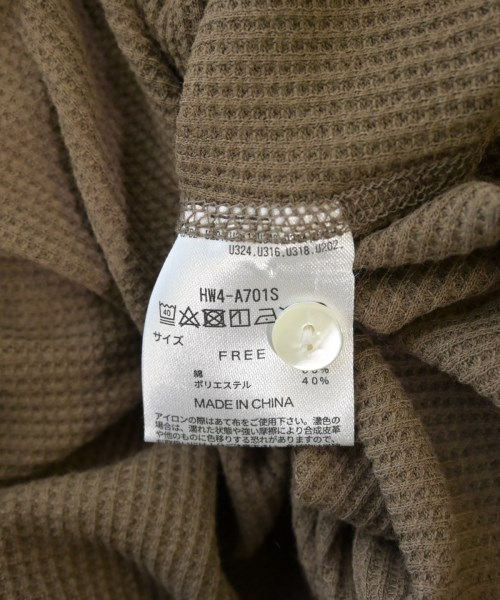 U324.U316.U318.U202.
HW4-A701S
40
サイズ
FREE
綿
ポリエステル 40%
MADE IN CHINA
アイロンの際はあて布をご使用下さい。濃色の
場合は、濡れた状態や強い摩擦により合成皮革
や他のものに色移りする恐れがありますので、